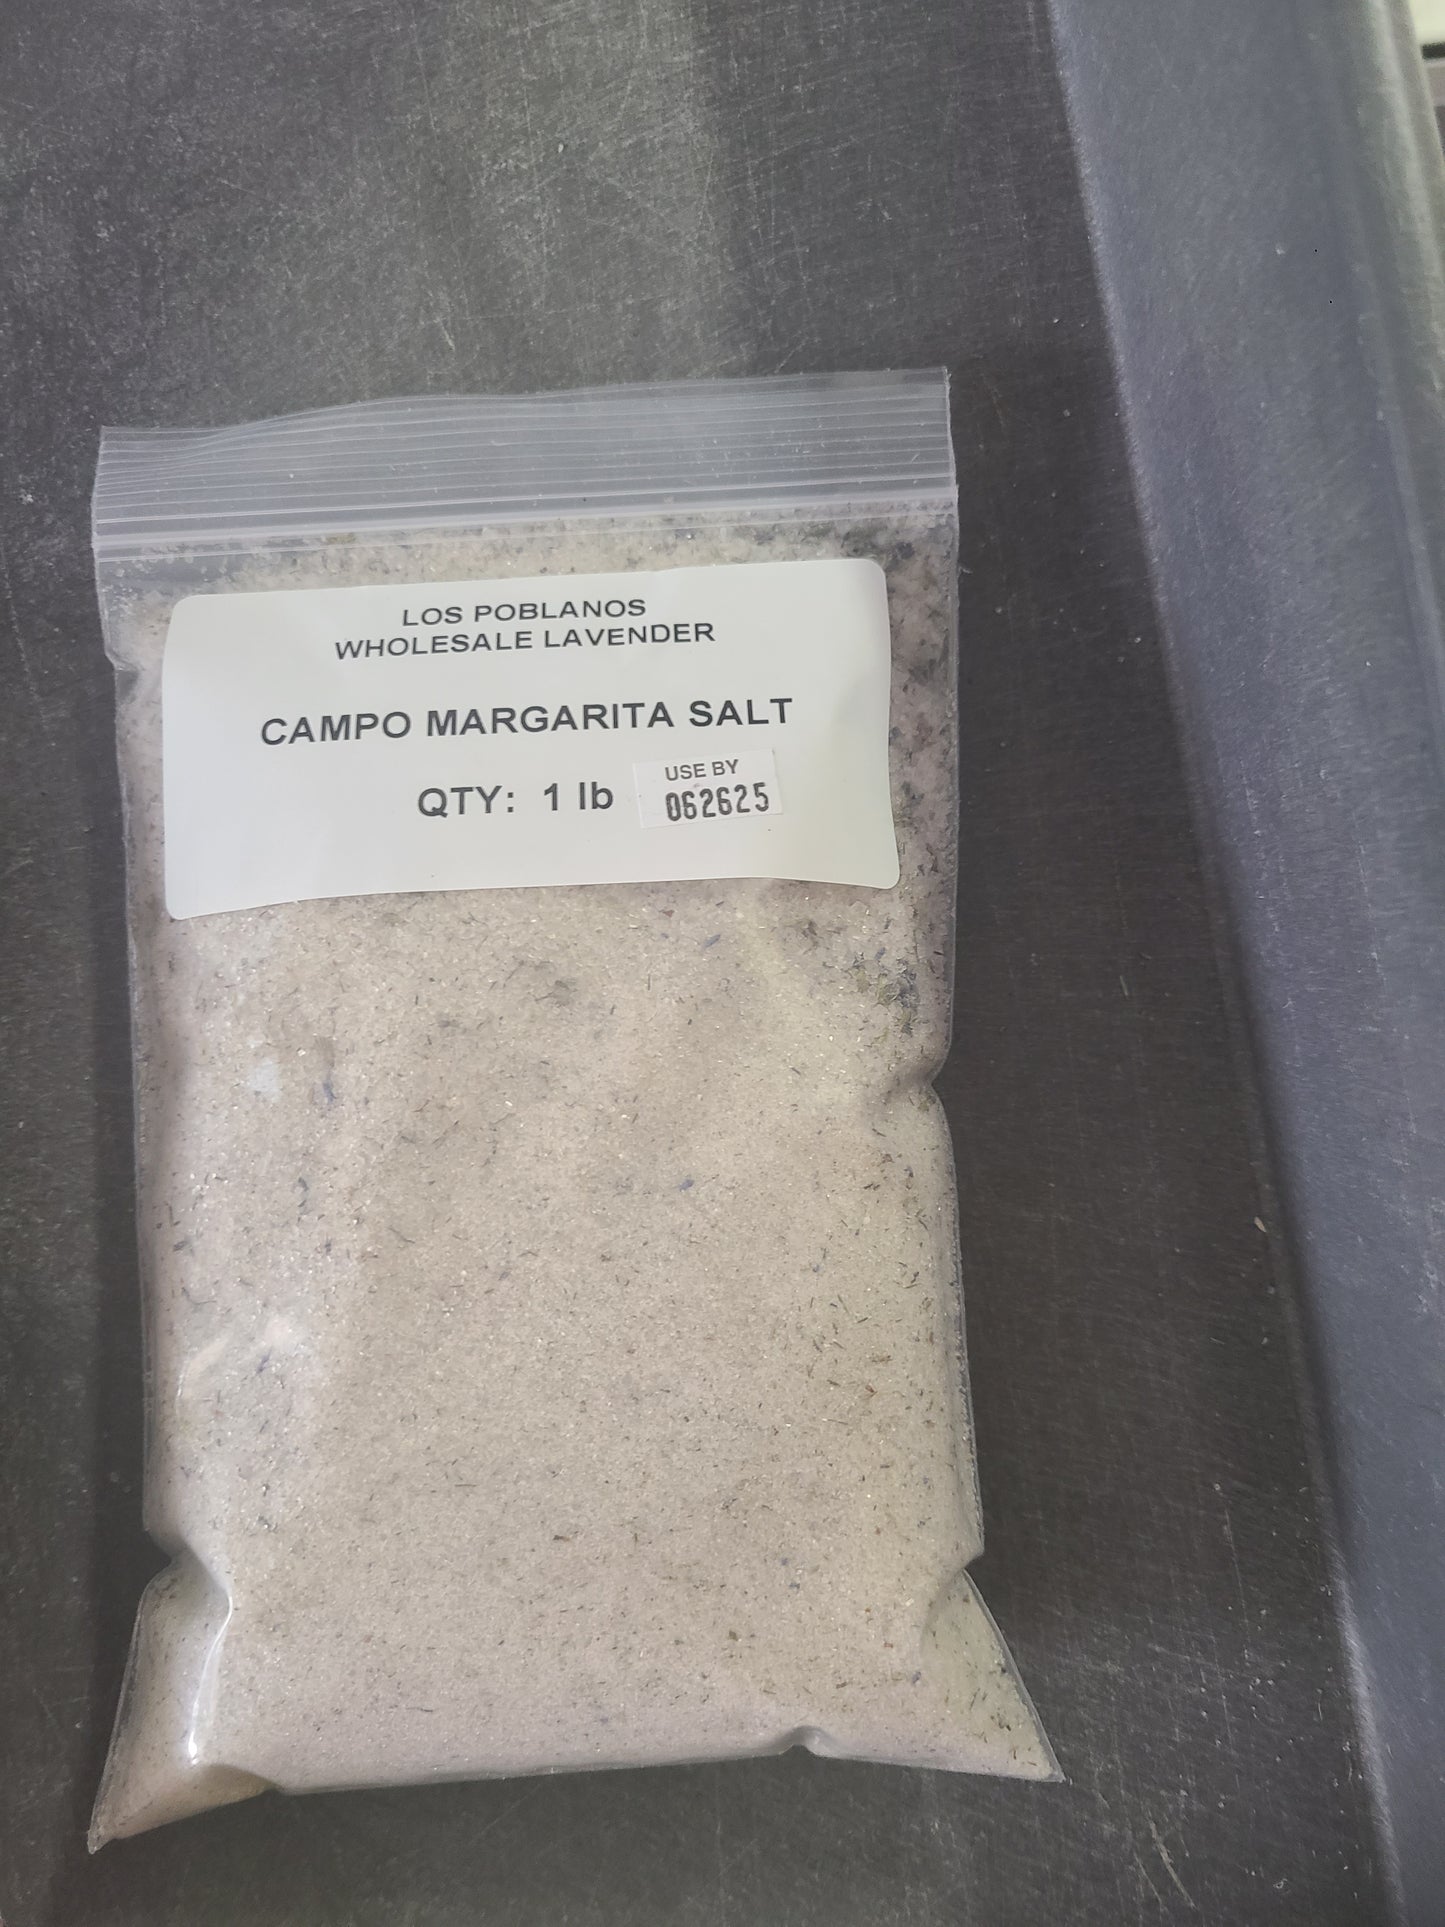 LOS POBLANOS
WHOLESALE LAVENDER
CAMPO MARGARITA SALT
QTY: 1 lb
USE BY
062625